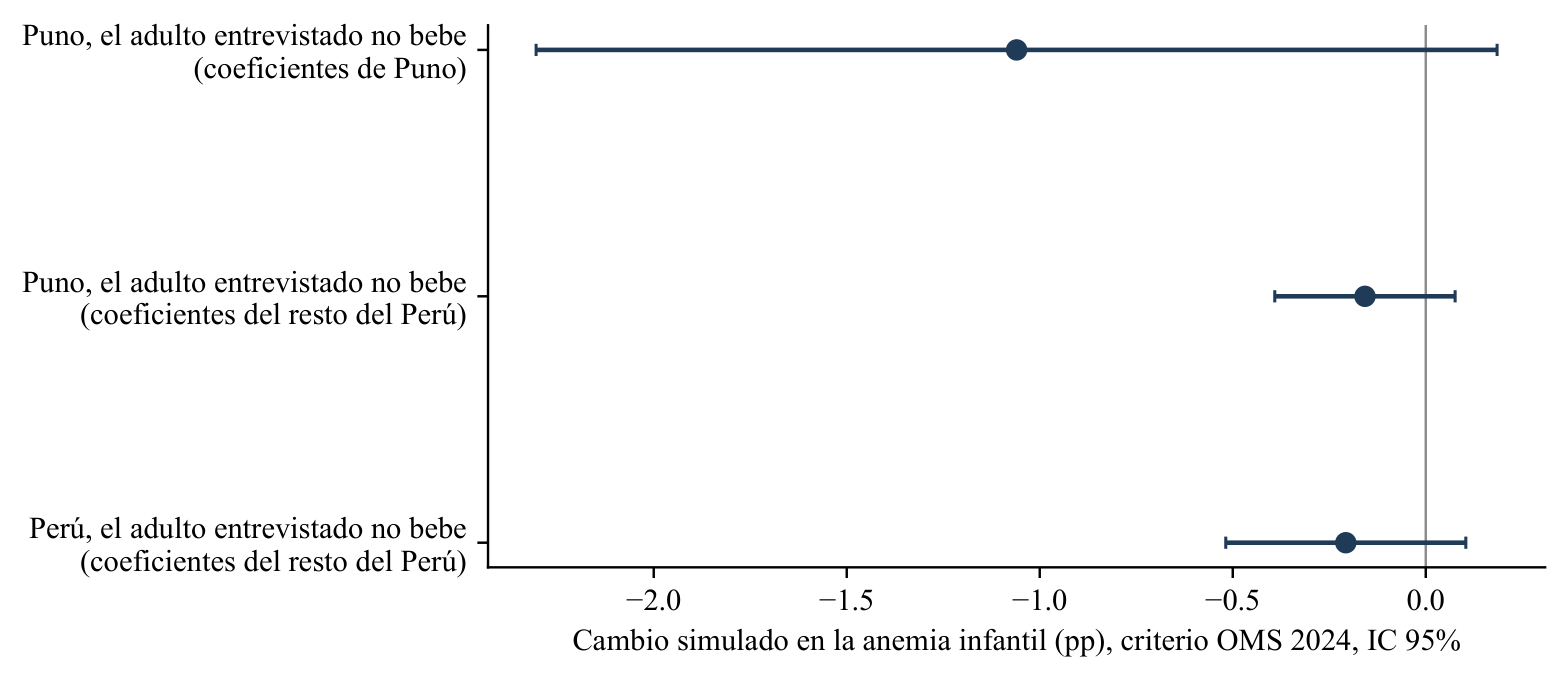 Puno, el adulto entrevistado no bebe
(coeficientes de Puno)
Puno, el adulto entrevistado no bebe
(coeficientes del resto del Perú)
Perú, el adulto entrevistado no bebe
(coeficientes del resto del Perú)
−2.0 −1.5 −1.0 −0.5 0.0
Cambio simulado en la anemia infantil (pp), criterio OMS 2024, IC 95%